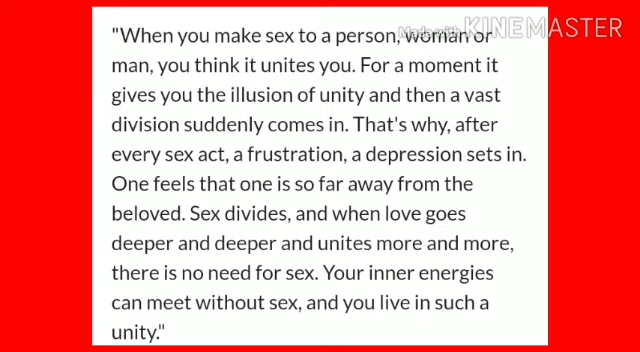 "When you make sex to a person, woman or
man, you think it unites you. For a moment it
gives you the illusion of unity and then a vast
division suddenly comes in. That's why, after
every sex act, a frustration, a depression sets in.
One feels that one is so far away from the
beloved. Sex divides, and when love goes
deeper and deeper and unites more and more,
there is no need for sex. Your inner energies
can meet without sex, and you live in such a
unity."
Made with KINEMASTER